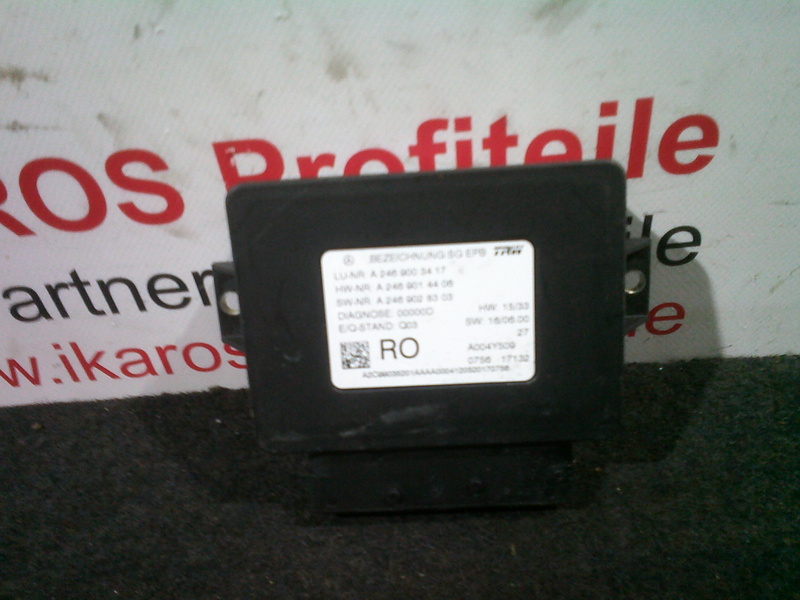 ROS Profiteile
artner
ile
w.ikaros
e
BEZEICHNUNG:SG EPB TRW
LU-NR: A 246 900 34 17
HW-NR: A 246 901 44 06
SW-NR: A 246 902 83 03
DIAGNOSE: 00000D HW: 15/33
E/Q-STAND: Q03 SW: 16/06.00
27
RO A004Y509
0756 17132